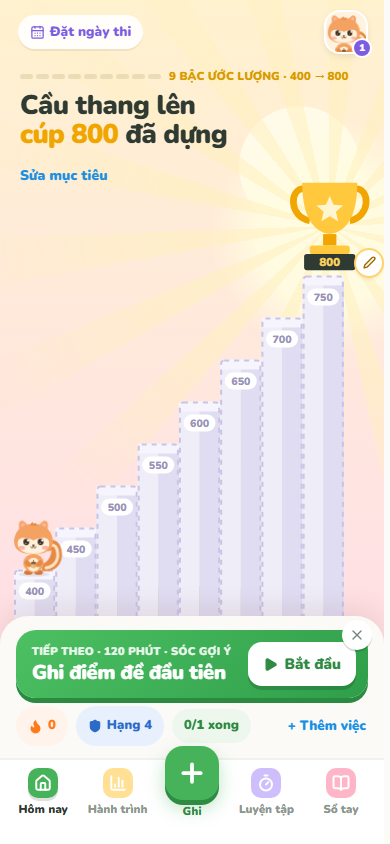 Đặt ngày thi
1
9 BẬC ƯỚC LƯỢNG · 400 → 800
Cầu thang lên
cúp 800 đã dựng
Sửa mục tiêu
800
750
700
650
600
550
500
450
400
TIẾP THEO · 120 PHÚT · SÓC GỢI Ý
Ghi điểm đề đầu tiên
Bắt đầu
0
Hạng 4
0/1 xong
+ Thêm việc
Hôm nay
Hành trình
Ghi
Luyện tập
Sổ tay